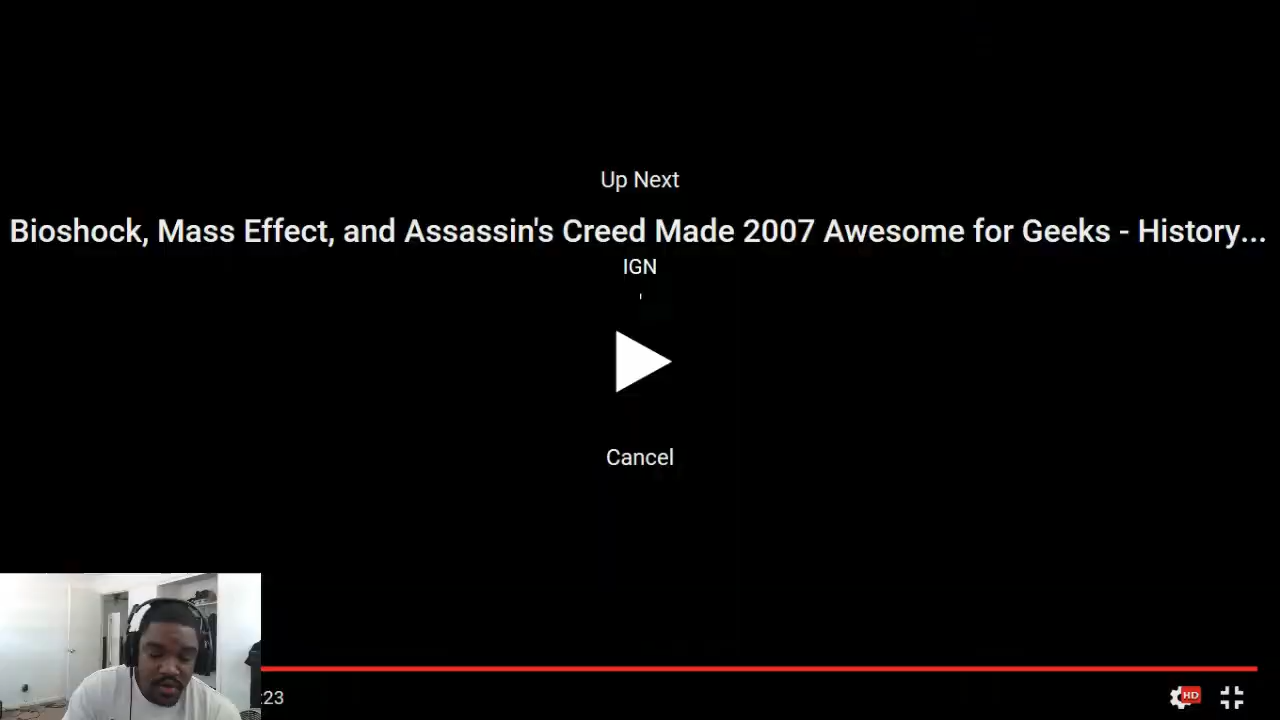 Up Next
Bioshock, Mass Effect, and Assassin's Creed Made 2007 Awesome for Geeks - History...
IGN
Cancel
:23
HD